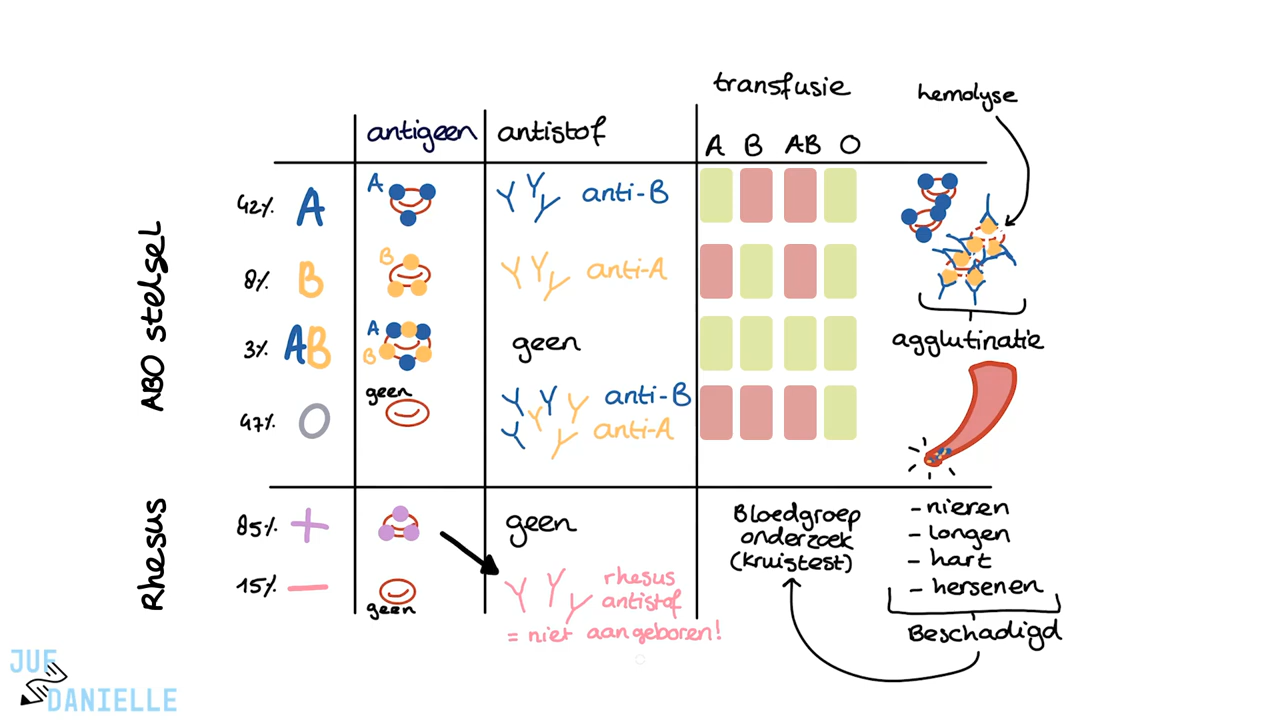 transfusie
hemolyse
antigeen
antistof
A B AB O
ABO stelsel
42% A
A
anti-B
8% B
B
anti-A
3% AB
A
B
geen
47% O
geen
anti-B
anti-A
agglutinatie
Rhesus
85% +
geen
15% –
geen
rhesus
antistof
= niet aangeboren!
Bloedgroep
onderzoek
(kruistest)
- nieren
- longen
- hart
- hersenen
Beschadigd
JUF
DANIELLE